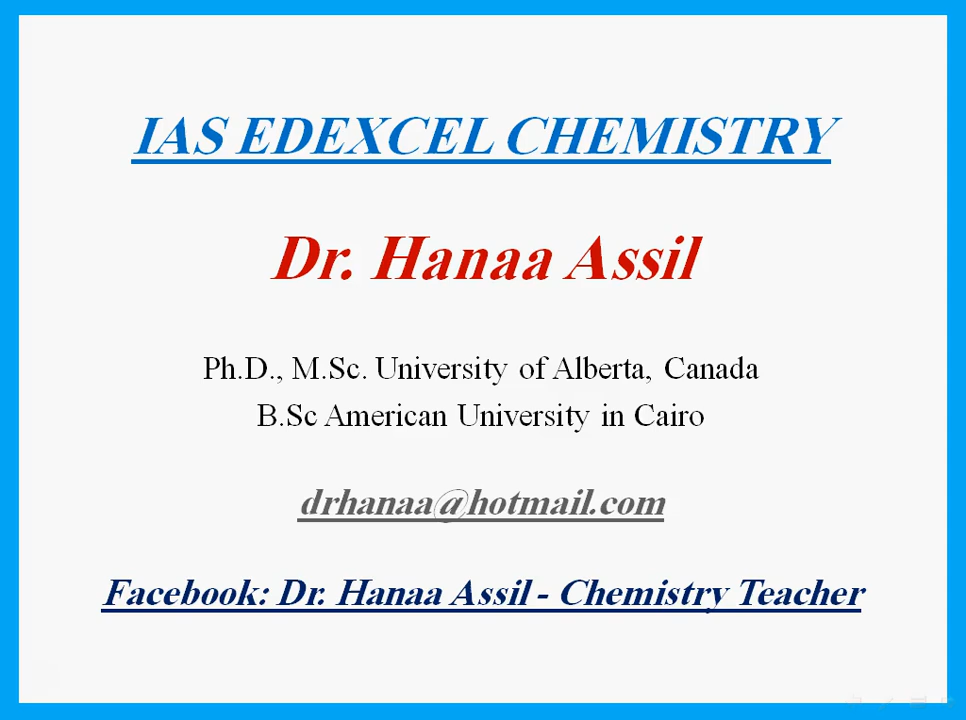 IAS EDEXCEL CHEMISTRY
Dr. Hanaa Assil
Ph.D., M.Sc. University of Alberta, Canada
B.Sc American University in Cairo
drhanaa@hotmail.com
Facebook: Dr. Hanaa Assil - Chemistry Teacher